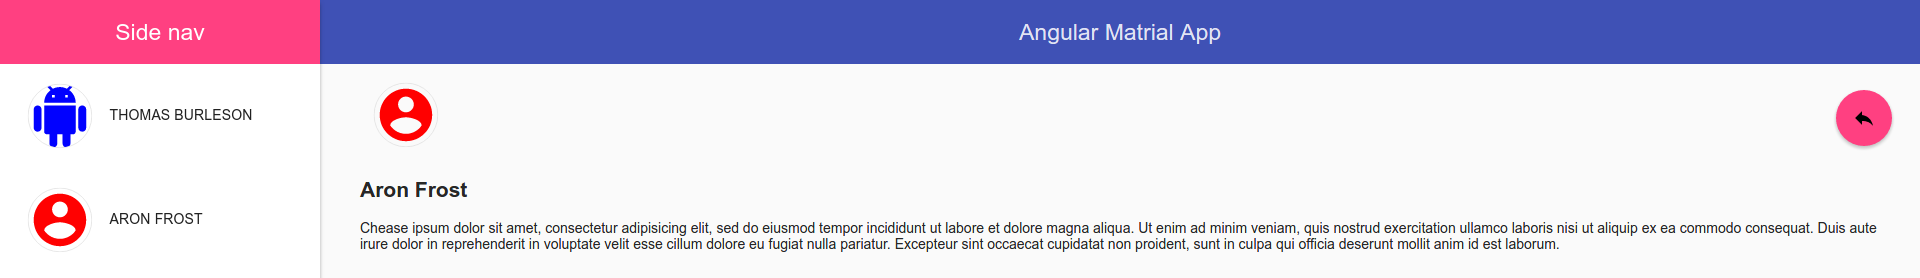 Side nav
Angular Matrial App
THOMAS BURLESON
ARON FROST
Aron Frost
Chease ipsum dolor sit amet, consectetur adipisicing elit, sed do eiusmod tempor incididunt ut labore et dolore magna aliqua. Ut enim ad minim veniam, quis nostrud exercitation ullamco laboris nisi ut aliquip ex ea commodo consequat. Duis aute
irure dolor in reprehenderit in voluptate velit esse cillum dolore eu fugiat nulla pariatur. Excepteur sint occaecat cupidatat non proident, sunt in culpa qui officia deserunt mollit anim id est laborum.